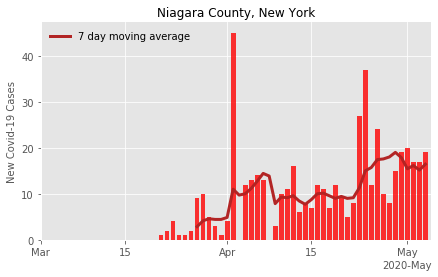 Niagara County, New York
7 day moving average
New Covid-19 Cases
40
30
20
10
0
Mar
15
Apr
15
May
2020-May